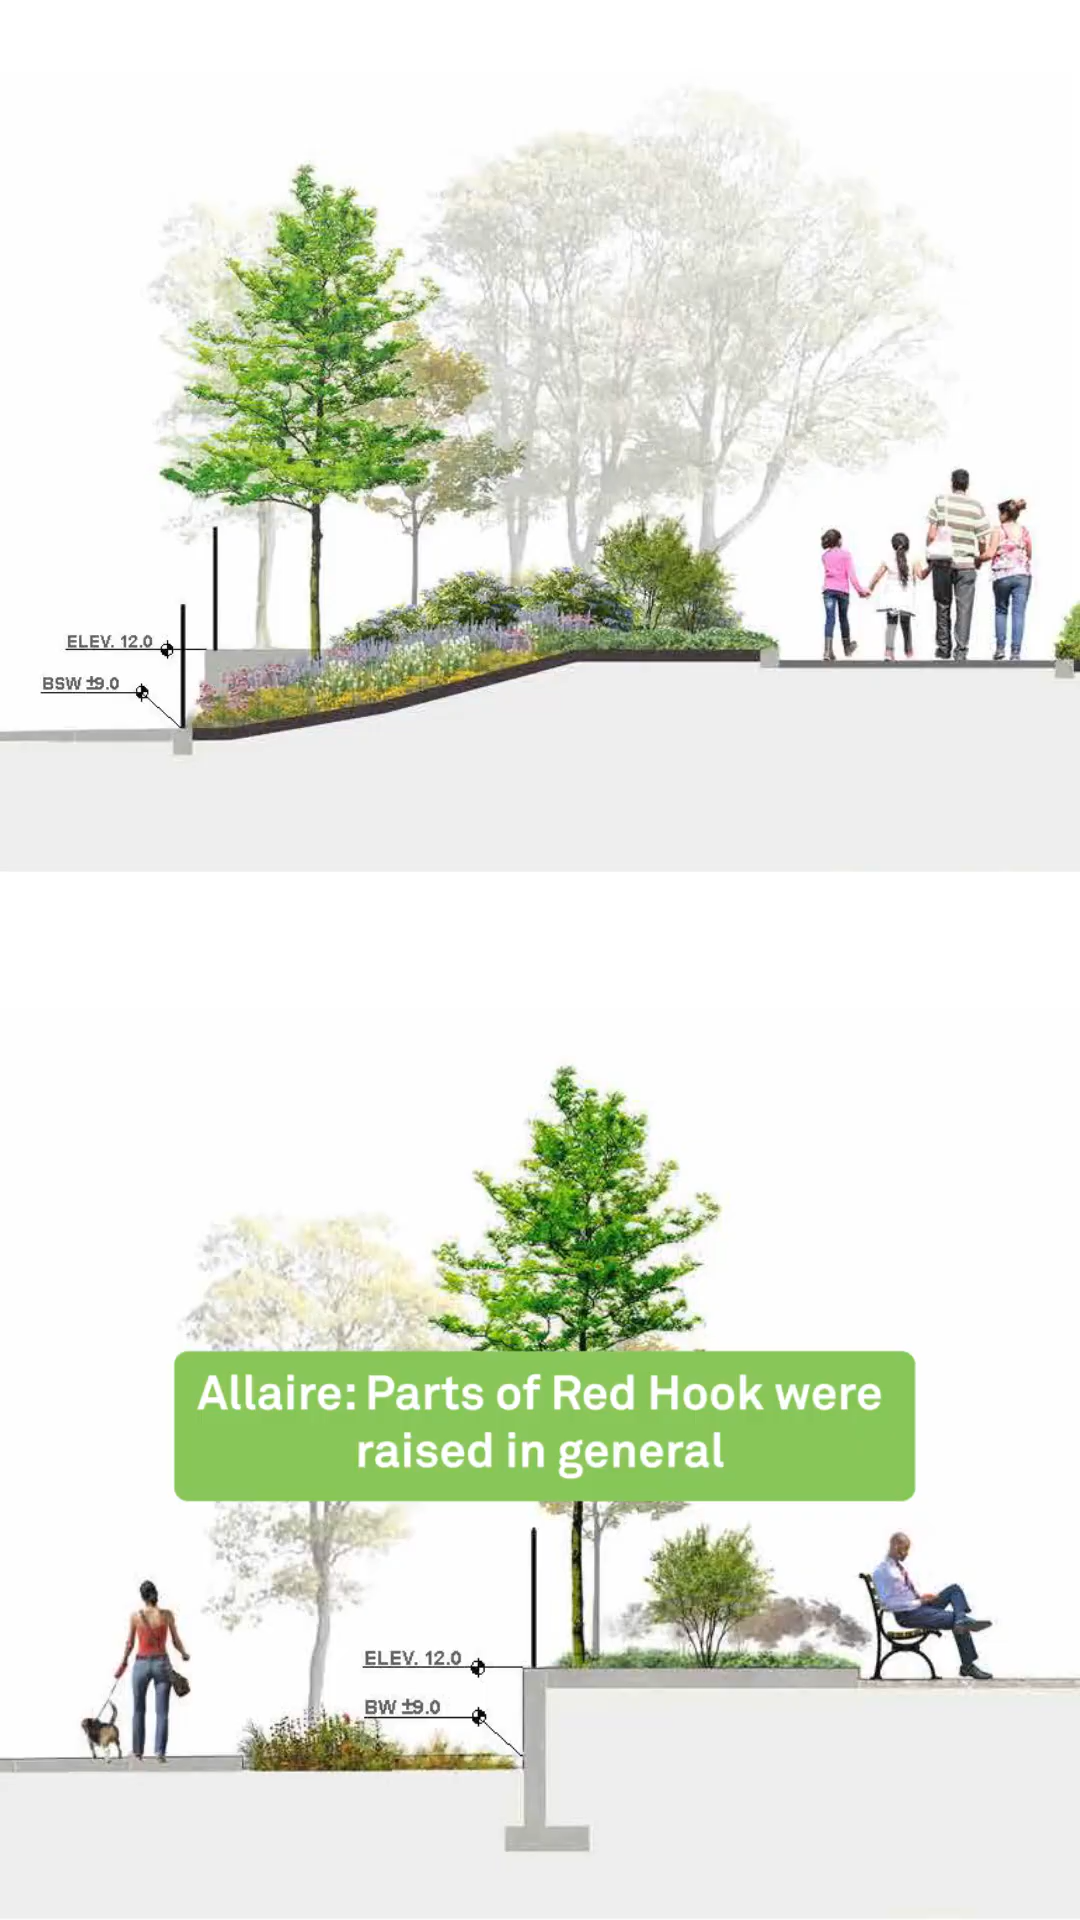 ELEV. 12.0
BSW ±9.0
Allaire: Parts of Red Hook were
raised in general
ELEV. 12.0
BW ±9.0